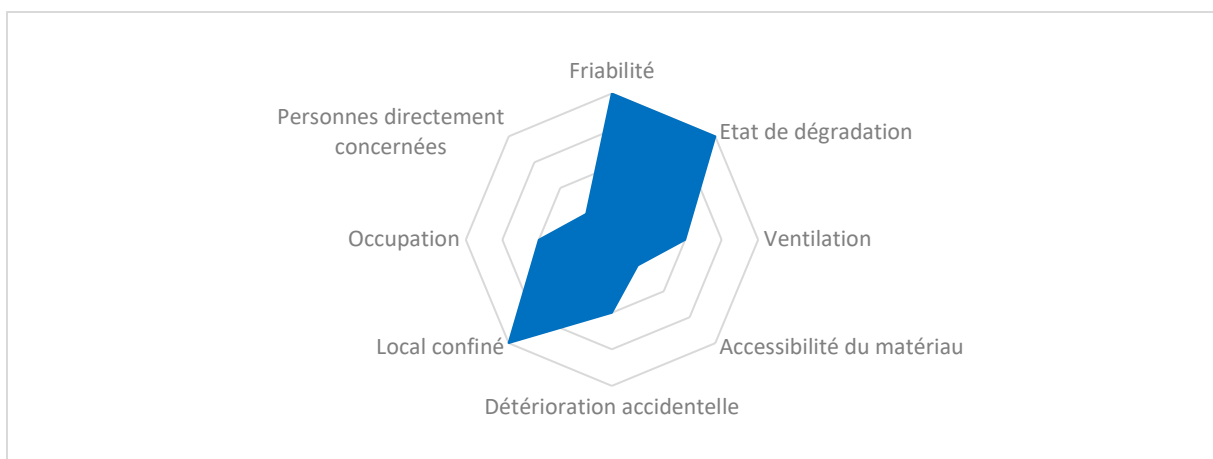 Friabilité
Personnes directement
concernées
Etat de dégradation
Occupation
Ventilation
Local confiné
Accessibilité du matériau
Détérioration accidentelle